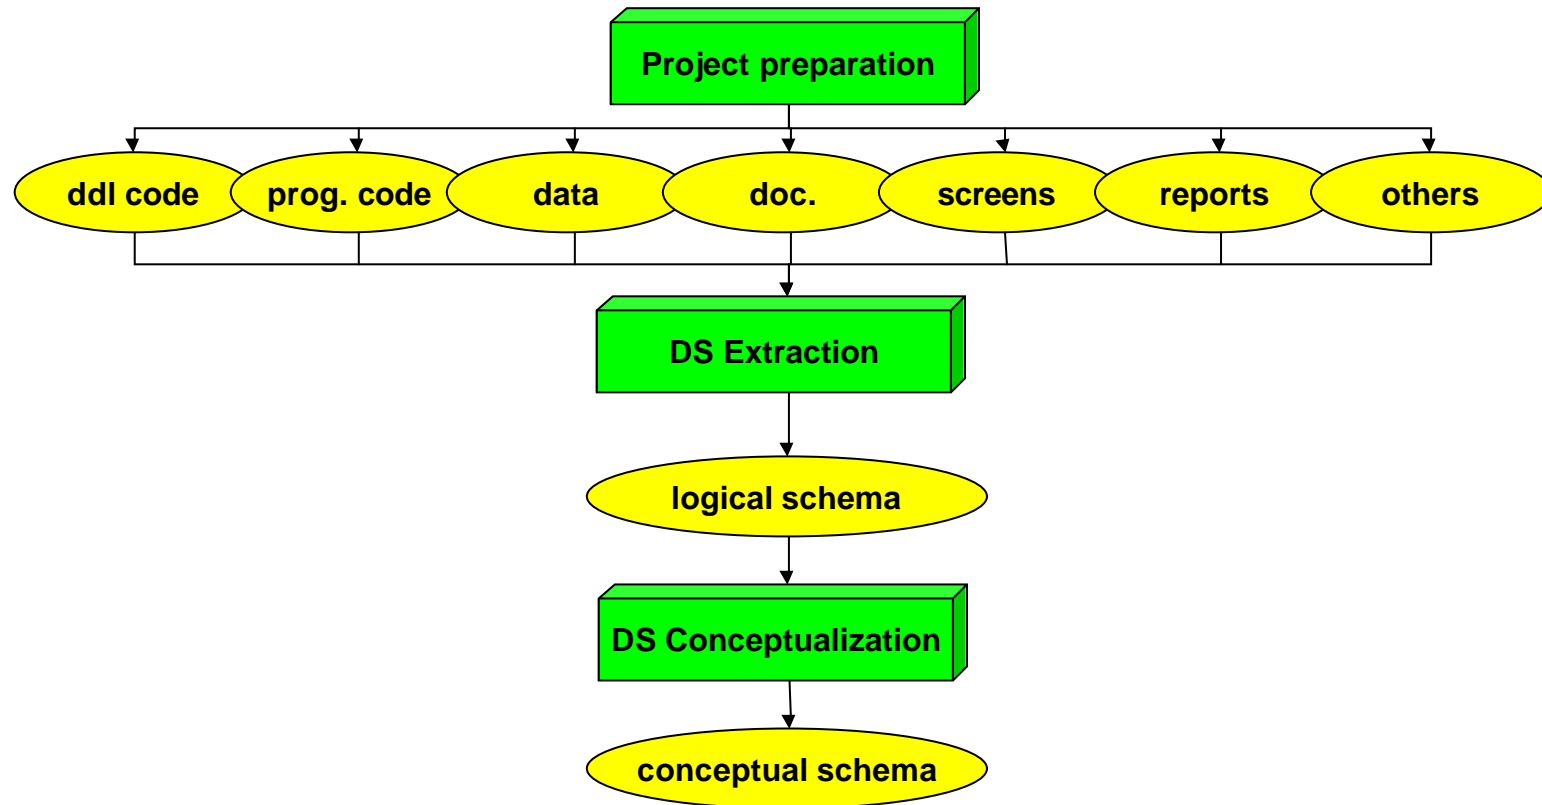 Project preparation
ddl code
prog. code
data
doc.
screens
reports
others
DS Extraction
logical schema
DS Conceptualization
conceptual schema